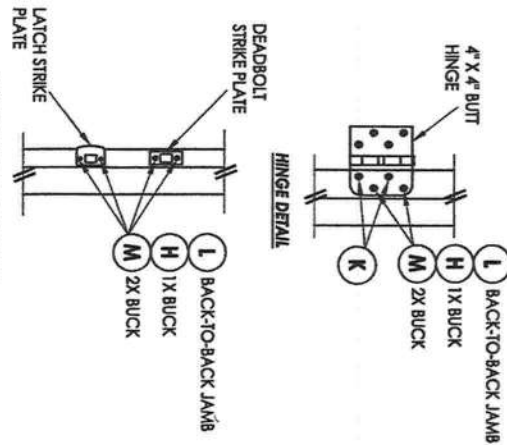 4" X 4" BUTT
HINGE
L BACK-TO-BACK JAMB
H 1X BUCK
M 2X BUCK
K
HINGE DETAIL
DEADBOLT
STRIKE PLATE
LATCH STRIKE
PLATE
L BACK-TO-BACK JAMB
H 1X BUCK
M 2X BUCK